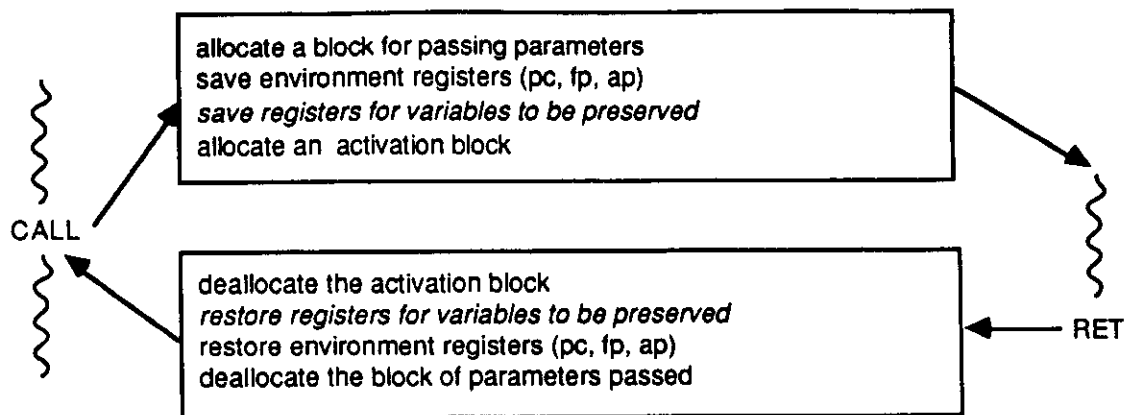 allocate a block for passing parameters
save environment registers (pc, fp, ap)
save registers for variables to be preserved
allocate an activation block
CALL
deallocate the activation block
restore registers for variables to be preserved
restore environment registers (pc, fp, ap)
deallocate the block of parameters passed
RET